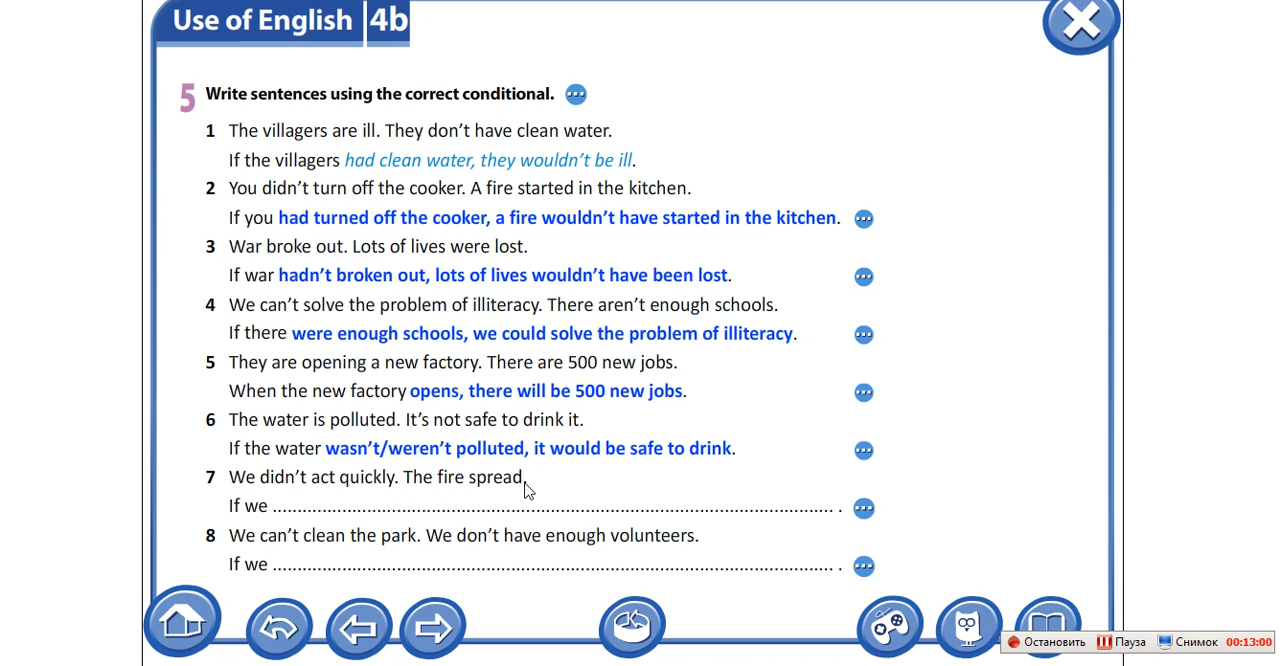 Use of English 4b
5 Write sentences using the correct conditional.
1 The villagers are ill. They don't have clean water.
If the villagers had clean water, they wouldn't be ill.
2 You didn't turn off the cooker. A fire started in the kitchen.
If you had turned off the cooker, a fire wouldn't have started in the kitchen.
3 War broke out. Lots of lives were lost.
If war hadn't broken out, lots of lives wouldn't have been lost.
4 We can't solve the problem of illiteracy. There aren't enough schools.
If there were enough schools, we could solve the problem of illiteracy.
5 They are opening a new factory. There are 500 new jobs.
When the new factory opens, there will be 500 new jobs.
6 The water is polluted. It's not safe to drink it.
If the water wasn't/weren't polluted, it would be safe to drink.
7 We didn't act quickly. The fire spread.
If we ........................................................................................................ .
8 We can't clean the park. We don't have enough volunteers.
If we ........................................................................................................ .
Остановить Пауза Снимок 00:13:00